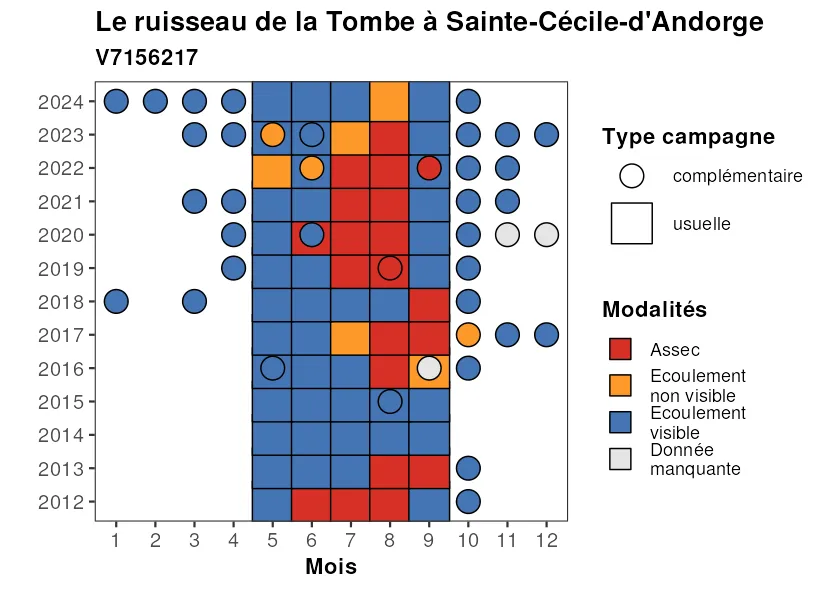 Le ruisseau de la Tombe à Sainte-Cécile-d'Andorge
V7156217
2024
2023
2022
2021
2020
2019
2018
2017
2016
2015
2014
2013
2012
1 2 3 4 5 6 7 8 9 10 11 12
Mois
Type campagne
complémentaire
usuelle
Modalités
Assec
Ecoulement
non visible
Ecoulement
visible
Donnée
manquante